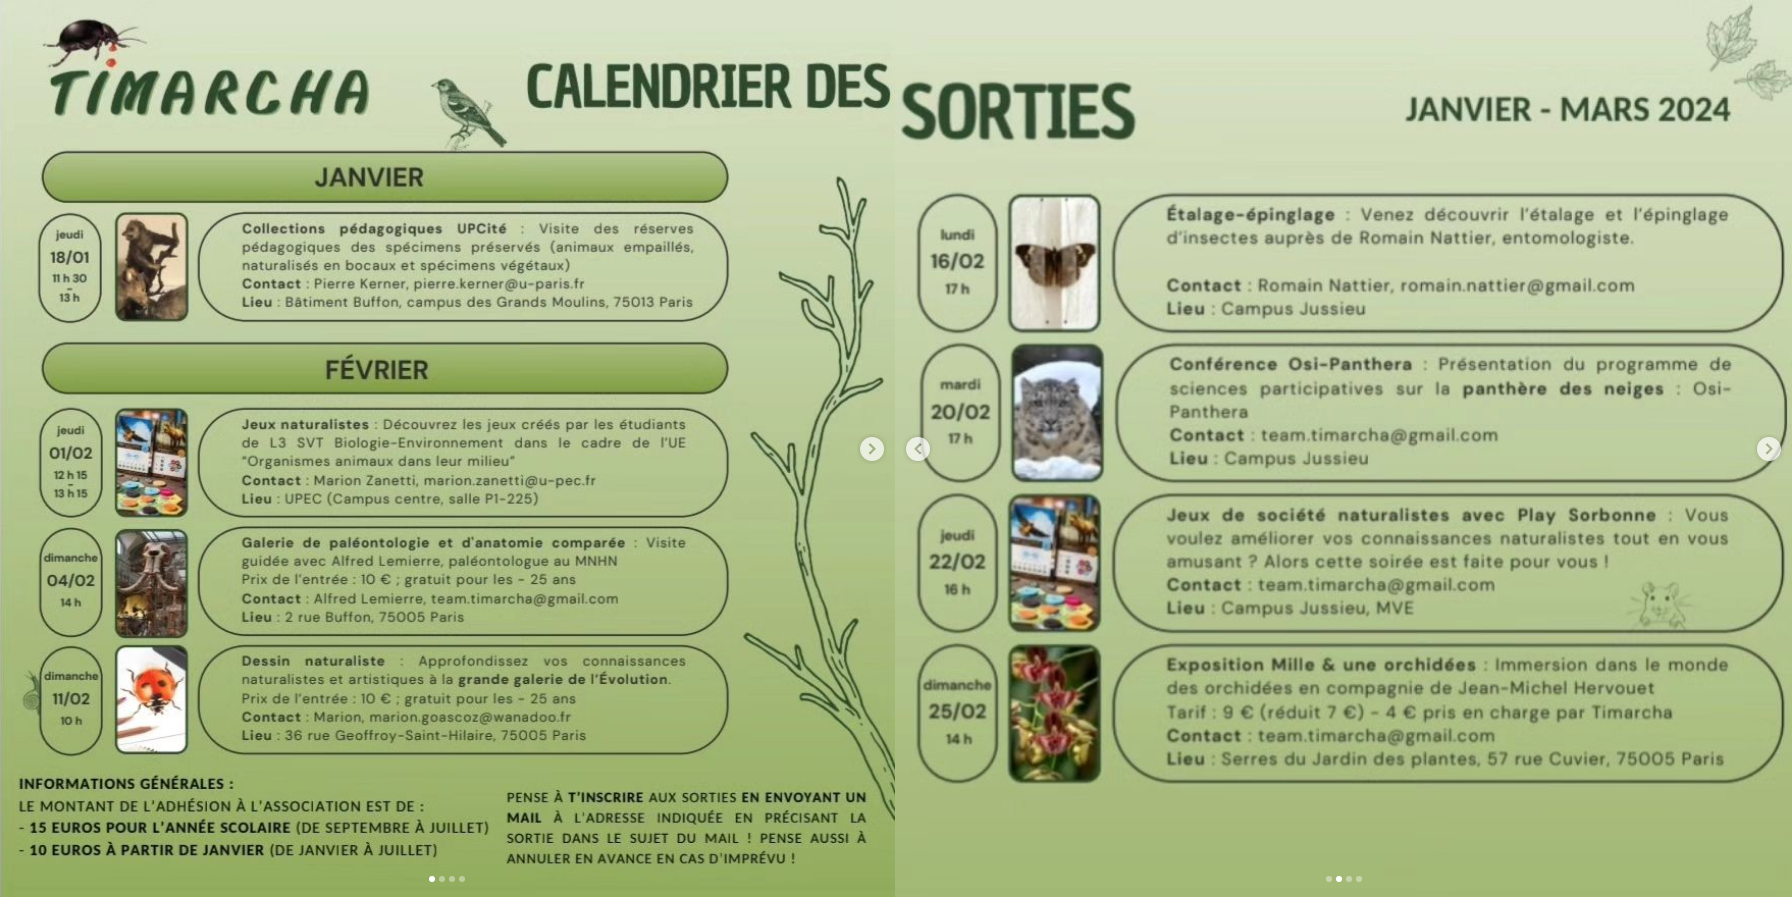 TIMARCHA
CALENDRIER DES
JANVIER
jeudi
18/01
11 h 30
-
13 h
Collections pédagogiques UPCité : Visite des réserves
pédagogiques des spécimens préservés (animaux empaillés,
naturalisés en bocaux et spécimens végétaux)
Contact : Pierre Kerner, pierre.kerner@u-paris.fr
Lieu : Bâtiment Buffon, campus des Grands Moulins, 75013 Paris
FÉVRIER
jeudi
01/02
12 h 15
-
13 h 15
Jeux naturalistes : Découvrez les jeux créés par les étudiants
de L3 SVT Biologie-Environnement dans le cadre de l'UE
"Organismes animaux dans leur milieu"
Contact : Marion Zanetti, marion.zanetti@u-pec.fr
Lieu : UPEC (Campus centre, salle P1-225)
dimanche
04/02
14 h
Galerie de paléontologie et d'anatomie comparée : Visite
guidée avec Alfred Lemierre, paléontologue au MNHN
Prix de l'entrée : 10 € ; gratuit pour les - 25 ans
Contact : Alfred Lemierre, team.timarcha@gmail.com
Lieu : 2 rue Buffon, 75005 Paris
dimanche
11/02
10 h
Dessin naturaliste : Approfondissez vos connaissances
naturalistes et artistiques à la grande galerie de l'Évolution.
Prix de l'entrée : 10 € ; gratuit pour les - 25 ans
Contact : Marion, marion.goascoz@wanadoo.fr
Lieu : 36 rue Geoffroy-Saint-Hilaire, 75005 Paris
INFORMATIONS GÉNÉRALES :
LE MONTANT DE L'ADHÉSION À L'ASSOCIATION EST DE :
- 15 EUROS POUR L'ANNÉE SCOLAIRE (DE SEPTEMBRE À JUILLET)
- 10 EUROS À PARTIR DE JANVIER (DE JANVIER À JUILLET)
PENSE À T'INSCRIRE AUX SORTIES EN ENVOYANT UN
MAIL À L'ADRESSE INDIQUÉE EN PRÉCISANT LA
SORTIE DANS LE SUJET DU MAIL ! PENSE AUSSI À
ANNULER EN AVANCE EN CAS D'IMPRÉVU !
SORTIES
JANVIER - MARS 2024
lundi
16/02
17 h
Étalage-épinglage : Venez découvrir l'étalage et l'épinglage
d'insectes auprès de Romain Nattier, entomologiste.
Contact : Romain Nattier, romain.nattier@gmail.com
Lieu : Campus Jussieu
mardi
20/02
17 h
Conférence Osi-Panthera : Présentation du programme de
sciences participatives sur la panthère des neiges : Osi-
Panthera
Contact : team.timarcha@gmail.com
Lieu : Campus Jussieu
jeudi
22/02
16 h
Jeux de société naturalistes avec Play Sorbonne : Vous
voulez améliorer vos connaissances naturalistes tout en vous
amusant ? Alors cette soirée est faite pour vous !
Contact : team.timarcha@gmail.com
Lieu : Campus Jussieu, MVE
dimanche
25/02
14 h
Exposition Mille & une orchidées : Immersion dans le monde
des orchidées en compagnie de Jean-Michel Hervouet
Tarif : 9 € (réduit 7 €) - 4 € pris en charge par Timarcha
Contact : team.timarcha@gmail.com
Lieu : Serres du Jardin des plantes, 57 rue Cuvier, 75005 Paris